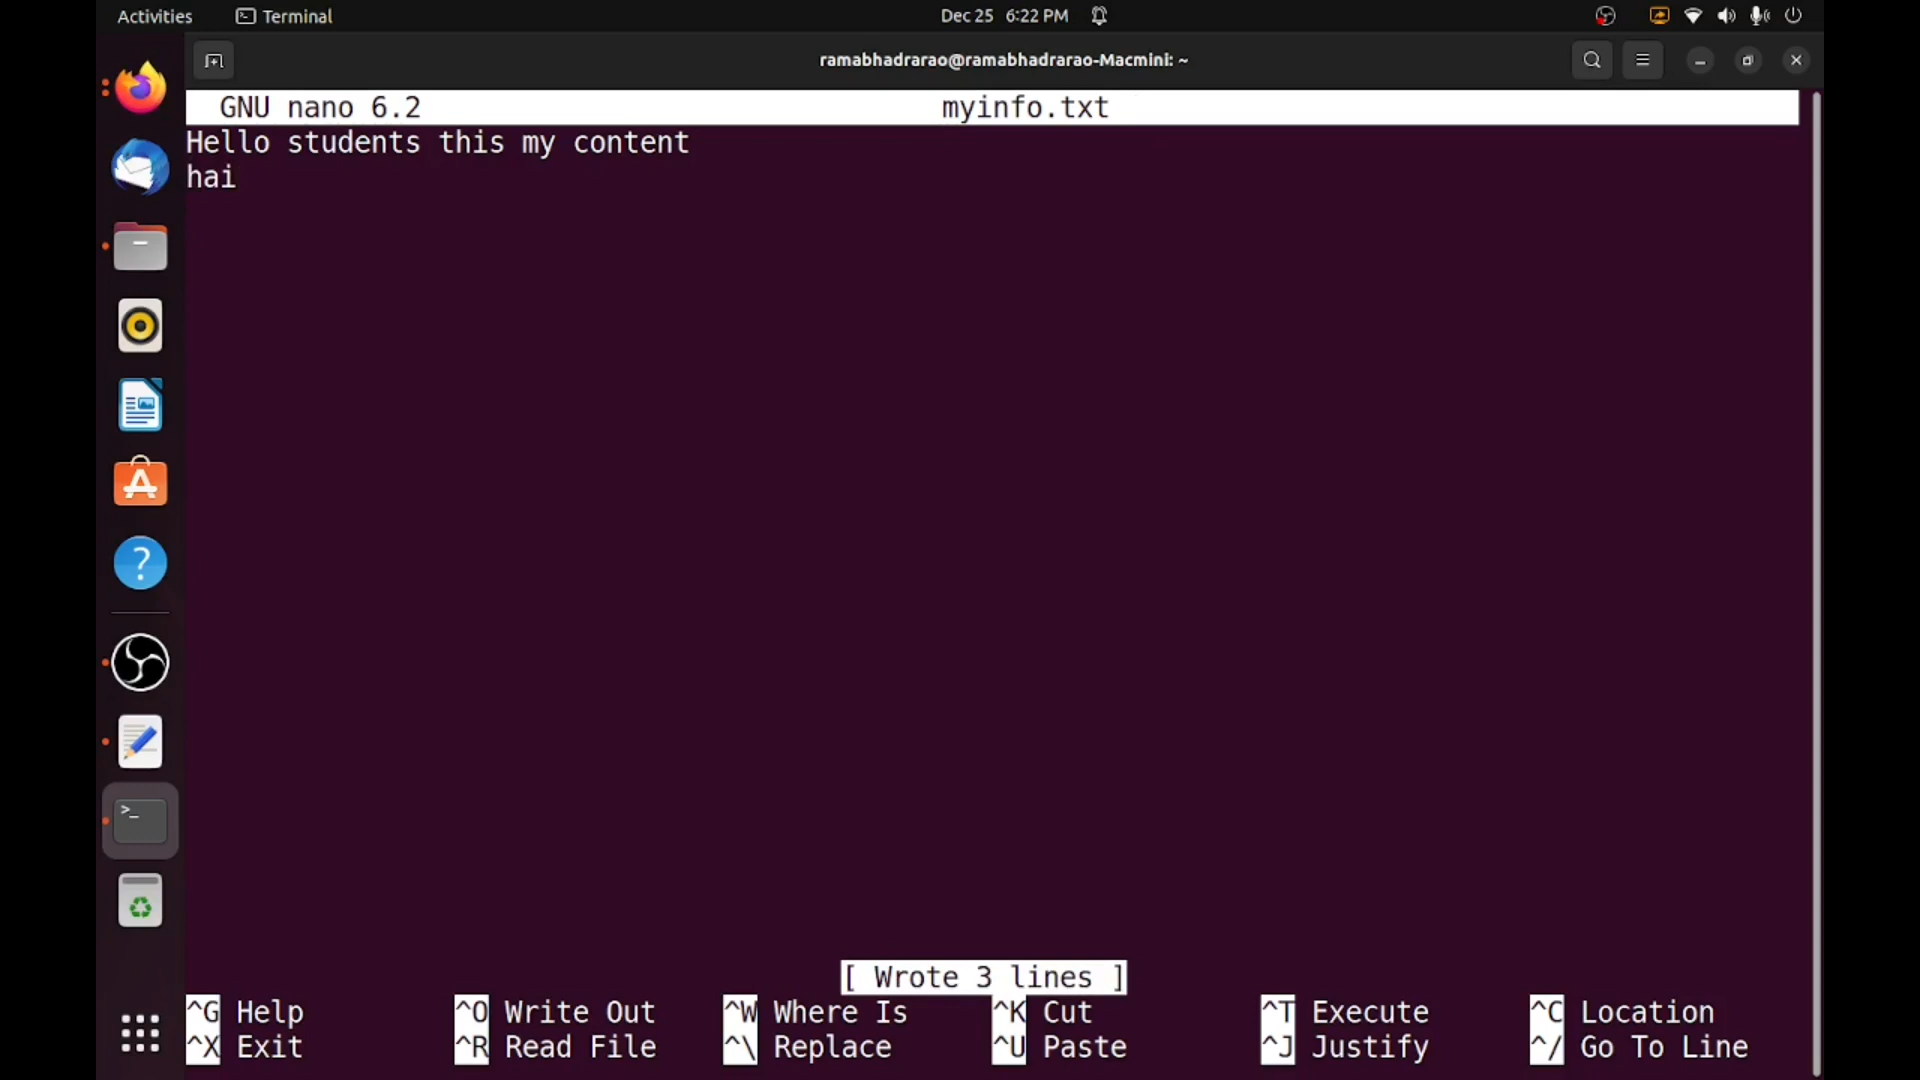 Activities Terminal Dec 25 6:22 PM
ramabhadrarao@ramabhadrarao-Macmini: ~
GNU nano 6.2 myinfo.txt
Hello students this my content
hai
[ Wrote 3 lines ]
^G Help ^O Write Out ^W Where Is ^K Cut ^T Execute ^C Location
^X Exit ^R Read File ^\ Replace ^U Paste ^J Justify ^/ Go To Line